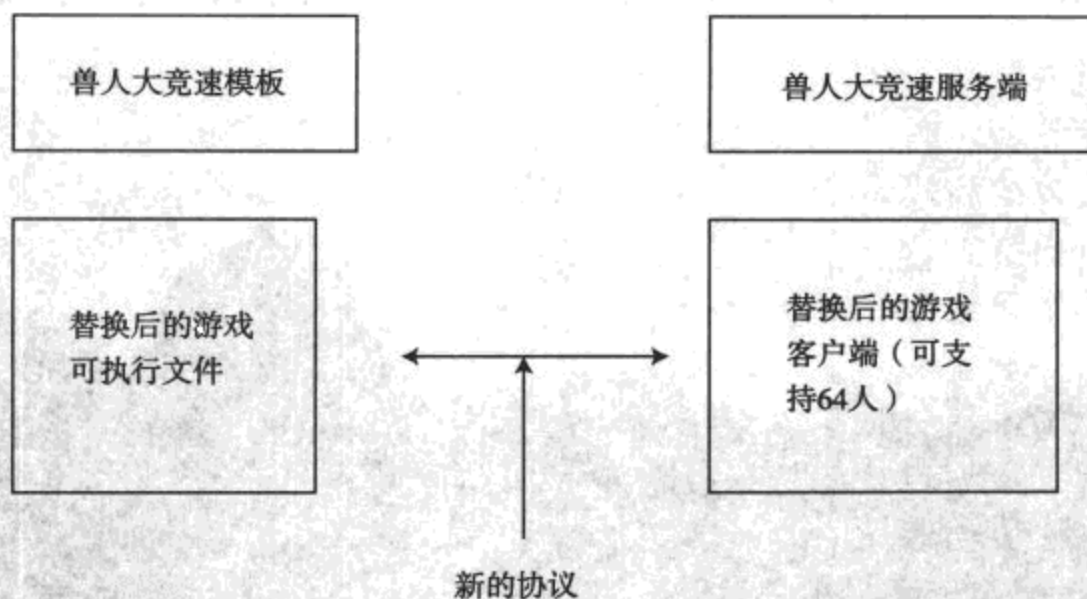 兽人大竞速模板
兽人大竞速服务端
替换后的游戏
可执行文件
替换后的游戏
客户端（可支
持64人）
新的协议